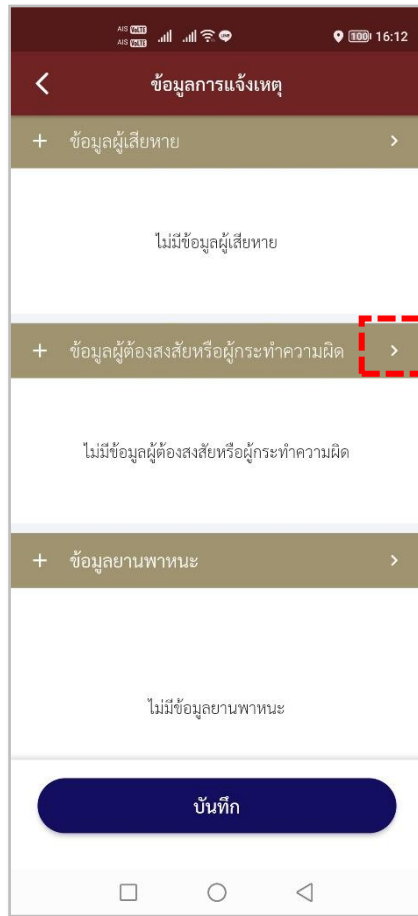 AIS VoLTE
AIS VoLTE
100 16:12
ข้อมูลการแจ้งเหตุ
+ ข้อมูลผู้เสียหาย
ไม่มีข้อมูลผู้เสียหาย
+ ข้อมูลผู้ต้องสงสัยหรือผู้กระทำความผิด
ไม่มีข้อมูลผู้ต้องสงสัยหรือผู้กระทำความผิด
+ ข้อมูลยานพาหนะ
ไม่มีข้อมูลยานพาหนะ
บันทึก